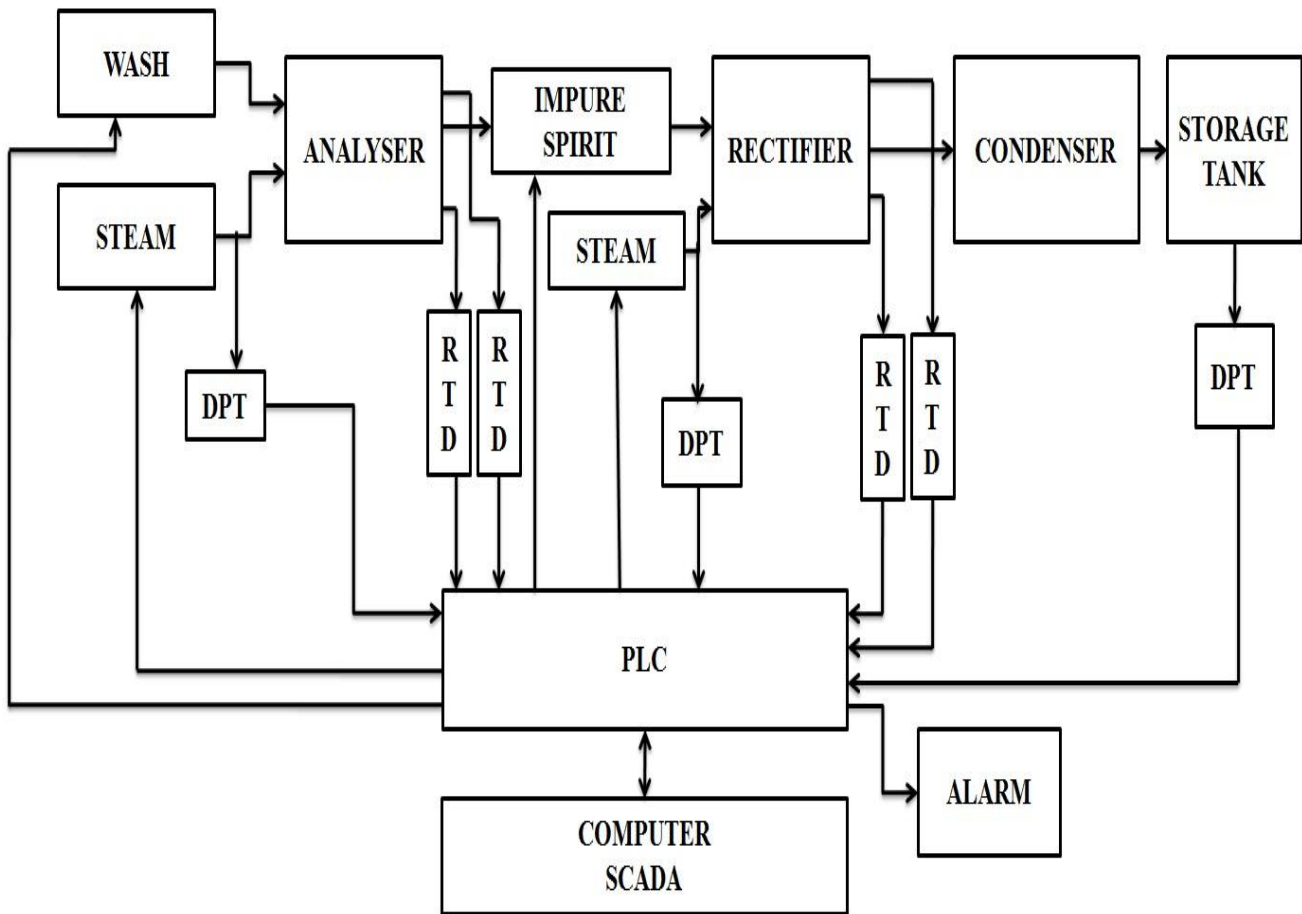 WASH
ANALYSER
IMPURE
SPIRIT
RECTIFIER
CONDENSER
STORAGE
TANK
STEAM
STEAM
R
T
D
R
T
D
R
T
D
R
T
D
DPT
DPT
DPT
PLC
ALARM
COMPUTER
SCADA